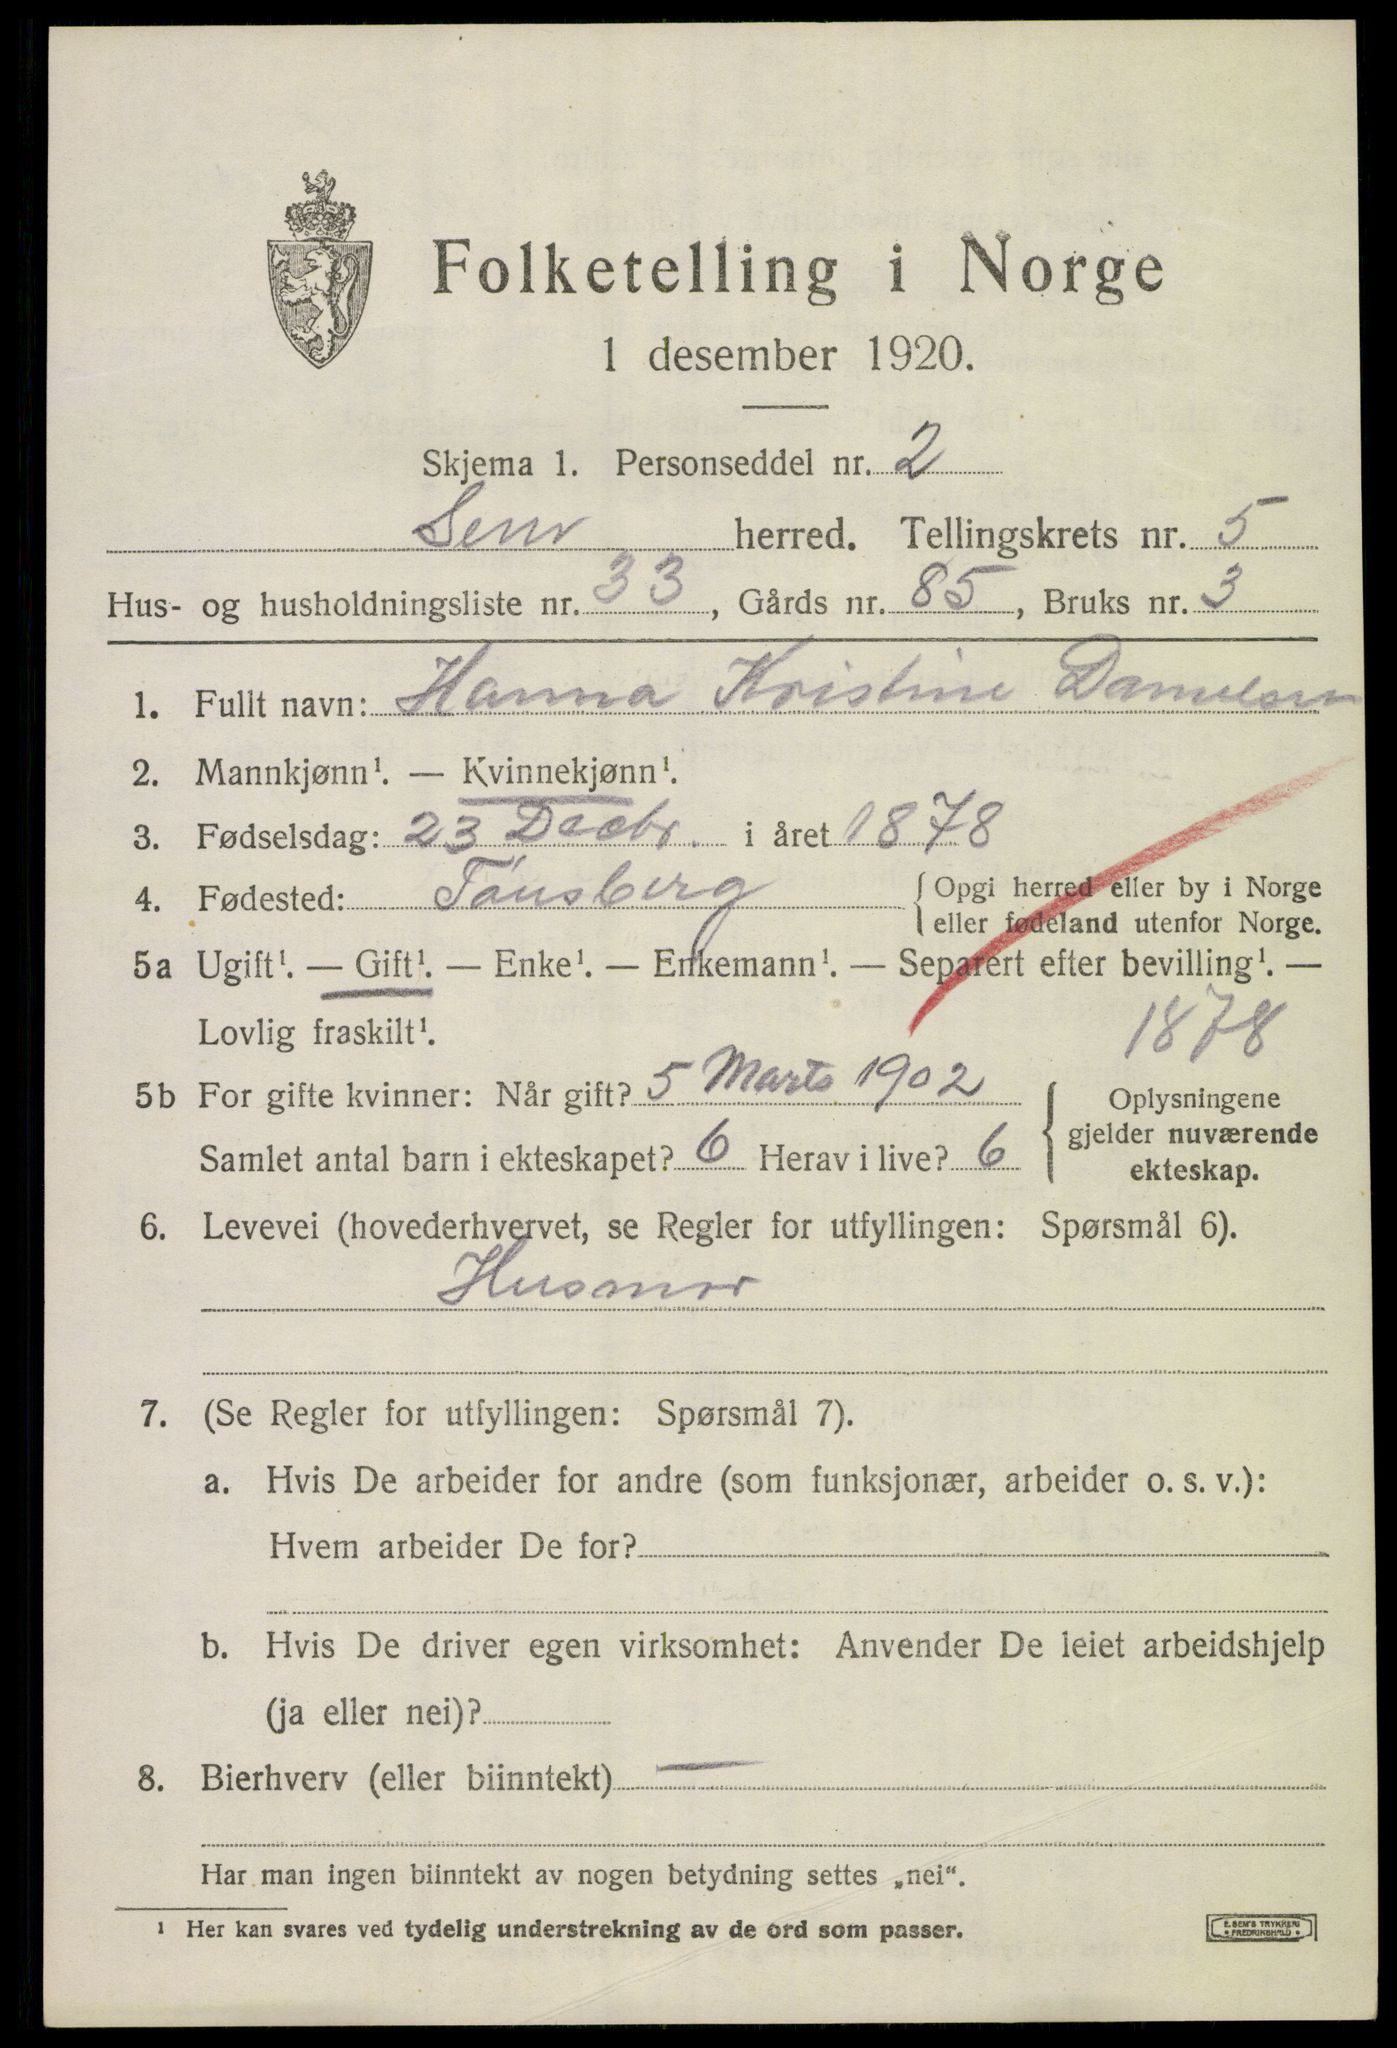 Folketelling i Norge
1 desember 1920.
Skjema 1. Personseddel nr. 2
Sem herred. Tellingskrets nr. 5
Hus- og husholdningsliste nr. 33, Gårds nr. 85, Bruks nr. 3
1. Fullt navn: Hanna Kristine Danielsen
2. Mannkjønn¹. — Kvinnekjønn¹.
3. Fødselsdag: 23 Decbr. i året 1878
4. Fødested: Tønsberg { Opgi herred eller by i Norge
eller fødeland utenfor Norge.
5a Ugift¹. — Gift¹. — Enke¹. — Enkemann¹. — Separert efter bevilling¹. —
Lovlig fraskilt¹. 1878
5b For gifte kvinner: Når gift? 5 Marts 1902
Samlet antal barn i ekteskapet? 6 Herav i live? 6
Oplysningene
gjelder nuværende
ekteskap.
6. Levevei (hovederhvervet, se Regler for utfyllingen: Spørsmål 6).
Husmor
7. (Se Regler for utfyllingen: Spørsmål 7).
a. Hvis De arbeider for andre (som funksjonær, arbeider o. s. v.):
Hvem arbeider De for?
b. Hvis De driver egen virksomhet: Anvender De leiet arbeidshjelp
(ja eller nei)?
8. Bierhverv (eller biinntekt) —
Har man ingen biinntekt av nogen betydning settes „nei“.
¹ Her kan svares ved tydelig understrekning av de ord som passer.
E. SEM'S TRYKKERI
FREDRIKSHALD